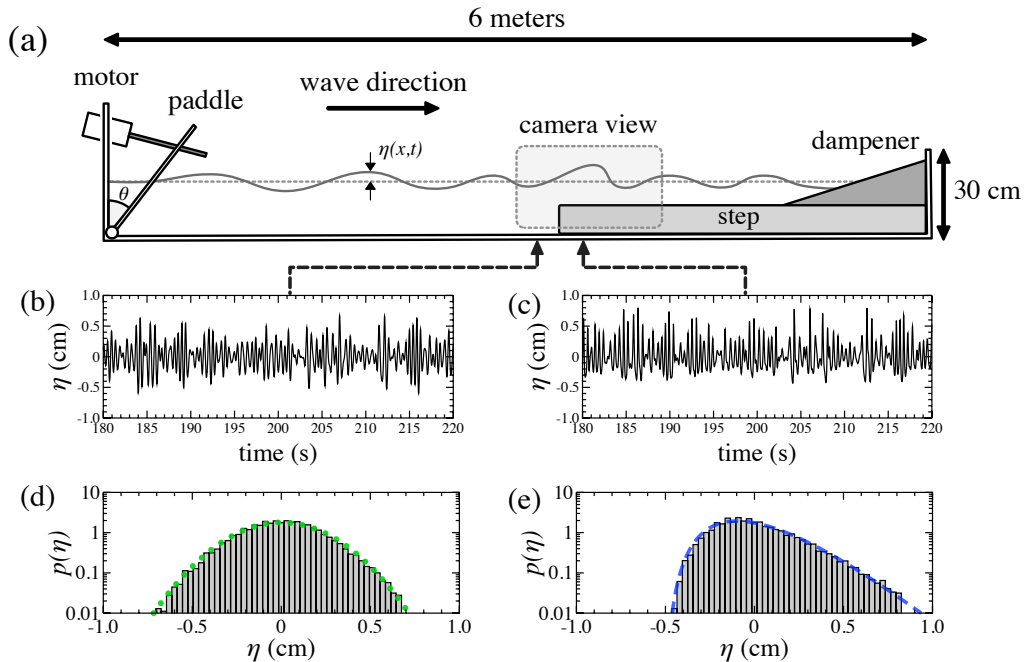 6 meters
(a)
motor
wave direction
paddle
η(x,t)
camera view
dampener
θ
30 cm
step
(b)
1.0
0.5
0
-0.5
-1.0
η (cm)
180 185 190 195 200 205 210 215 220
time (s)
(c)
1.0
0.5
0
-0.5
-1.0
η (cm)
180 185 190 195 200 205 210 215 220
time (s)
(d)
10
1
0.1
0.01
p(η)
-1.0 -0.5 0 0.5 1.0
η (cm)
(e)
10
1
0.1
0.01
p(η)
-1.0 -0.5 0 0.5 1.0
η (cm)